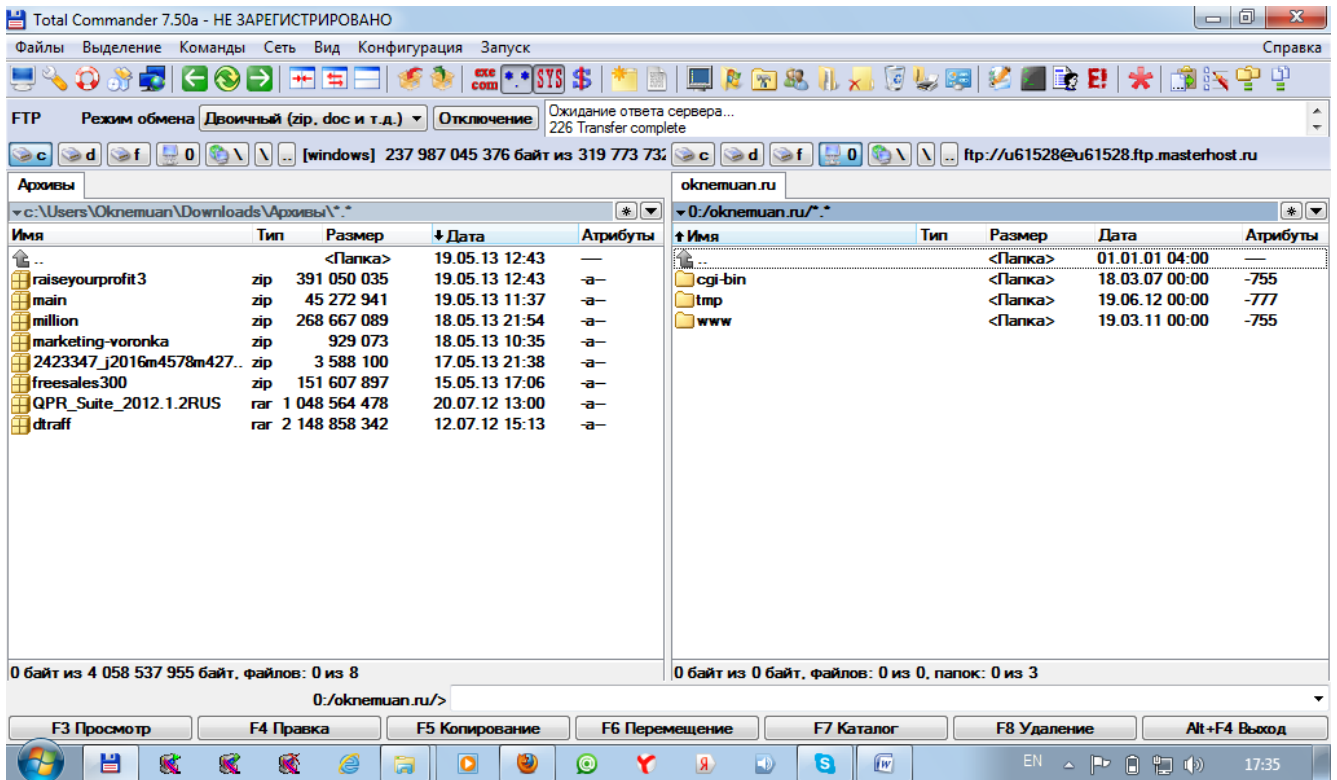 Total Commander 7.50a - НЕ ЗАРЕГИСТРИРОВАНО
Файлы Выделение Команды Сеть Вид Конфигурация Запуск Справка
exe com *.* SYS $ E!
FTP Режим обмена Двоичный (zip, doc и т.д.) Отключение Ожидание ответа сервера...
226 Transfer complete
c d f 0 \ \ .. [windows] 237 987 045 376 байт из 319 773 732 c d f 0 \ \ .. ftp://u61528@u61528.ftp.masterhost.ru
Архивы oknemuan.ru
c:\Users\Oknemuan\Downloads\Архивы\*.* * 0:/oknemuan.ru/*.* *
Имя Тип Размер Дата Атрибуты Имя Тип Размер Дата Атрибуты
.. <Папка> 19.05.13 12:43 — .. <Папка> 01.01.01 04:00 —
raiseyourprofit3 zip 391 050 035 19.05.13 12:43 -a— cgi-bin <Папка> 18.03.07 00:00 -755
main zip 45 272 941 19.05.13 11:37 -a— tmp <Папка> 19.06.12 00:00 -777
million zip 268 667 089 18.05.13 21:54 -a— www <Папка> 19.03.11 00:00 -755
marketing-voronka zip 929 073 18.05.13 10:35 -a—
2423347_j2016m4578m427.. zip 3 588 100 17.05.13 21:38 -a—
freesales300 zip 151 607 897 15.05.13 17:06 -a—
QPR_Suite_2012.1.2RUS rar 1 048 564 478 20.07.12 13:00 -a—
dtraff rar 2 148 858 342 12.07.12 15:13 -a—
0 байт из 4 058 537 955 байт, файлов: 0 из 8 0 байт из 0 байт, файлов: 0 из 0, папок: 0 из 3
0:/oknemuan.ru/>
F3 Просмотр F4 Правка F5 Копирование F6 Перемещение F7 Каталог F8 Удаление Alt+F4 Выход
Y Я S W EN 17:35